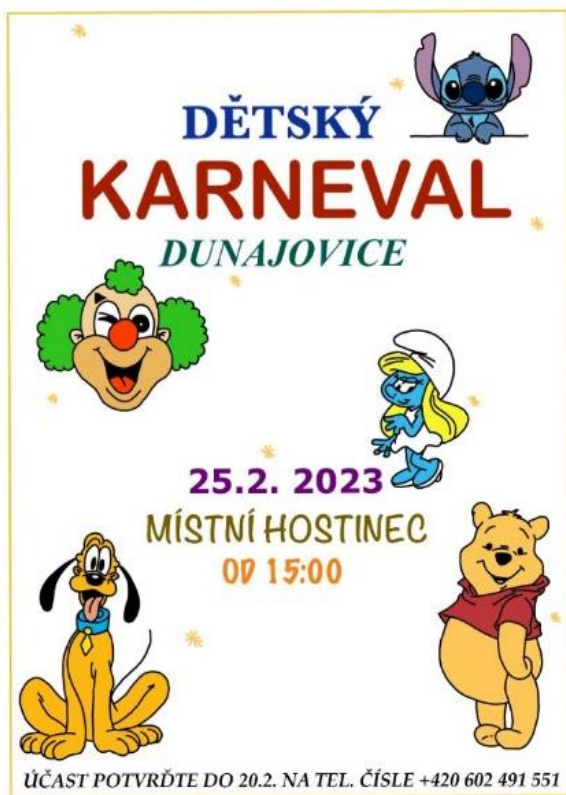 DĚTSKÝ
KARNEVAL
DUNAJOVICE
25.2. 2023
MÍSTNÍ HOSTINEC
OD 15:00
ÚČAST POTVRĎTE DO 20.2. NA TEL. ČÍSLE +420 602 491 551